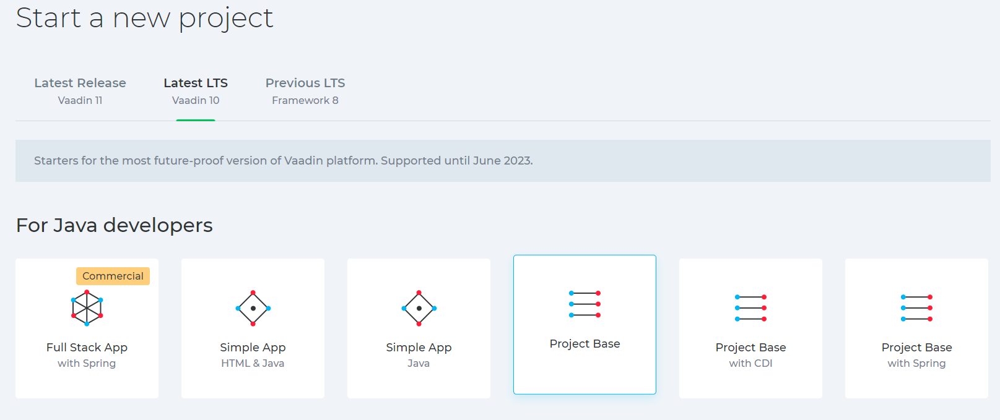 Start a new project
Latest Release
Vaadin 11
Latest LTS
Vaadin 10
Previous LTS
Framework 8
Starters for the most future-proof version of Vaadin platform. Supported until June 2023.
For Java developers
Commercial
Full Stack App
with Spring
Simple App
HTML & Java
Simple App
Java
Project Base
Project Base
with CDI
Project Base
with Spring